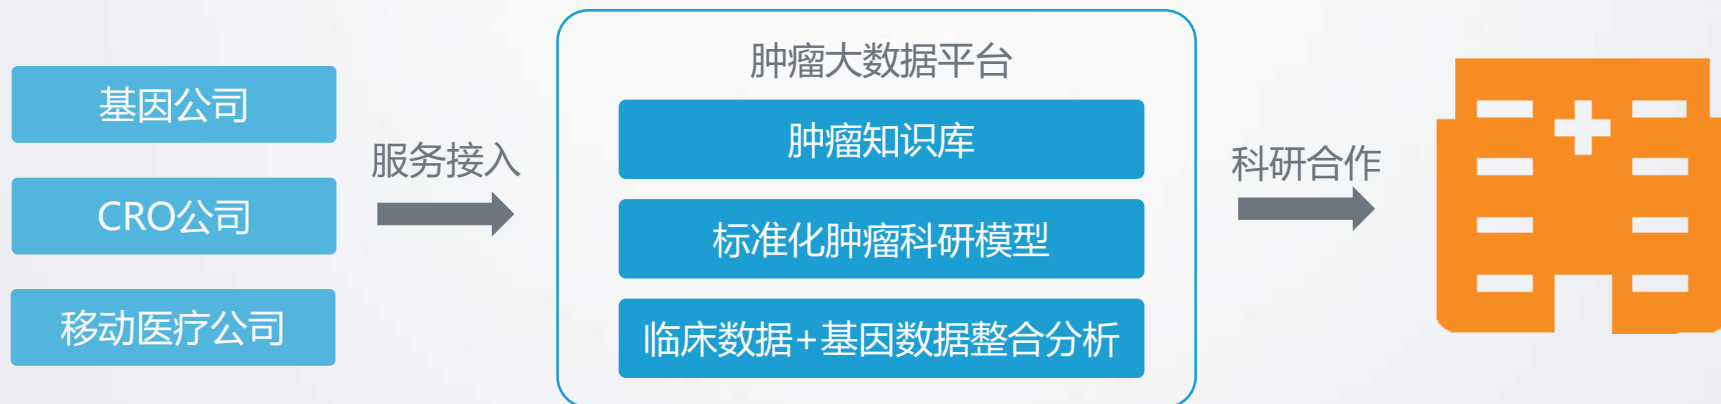 基因公司
CRO公司
移动医疗公司
服务接入
肿瘤大数据平台
肿瘤知识库
标准化肿瘤科研模型
临床数据+基因数据整合分析
科研合作